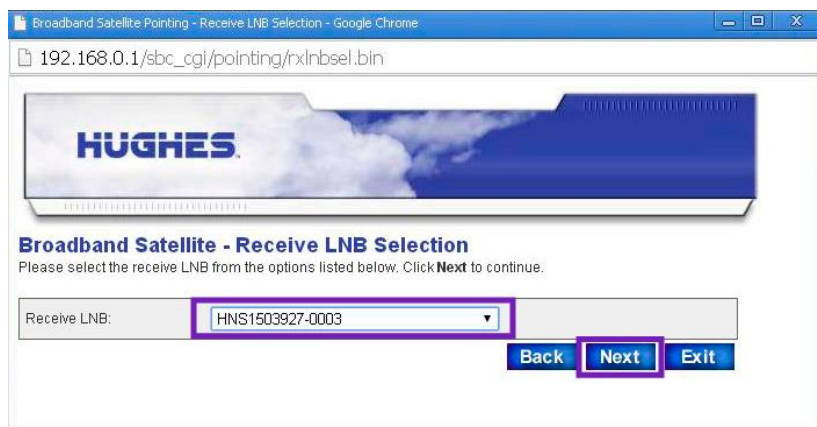 Broadband Satellite Pointing - Receive LNB Selection - Google Chrome
192.168.0.1/sbc_cgi/pointing/rxlnbsel.bin
HUGHES.
Broadband Satellite - Receive LNB Selection
Please select the receive LNB from the options listed below. Click Next to continue.
Receive LNB: HNS1503927-0003
Back Next Exit